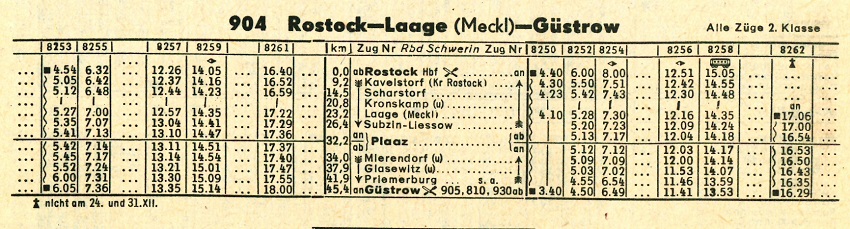 904 Rostock—Laage (Meckl)—Güstrow Alle Züge 2. Klasse
8253 8255 ... 8257 8259 ... 8261 km Zug Nr Rbd Schwerin Zug Nr 8250 8252 8254 ... 8256 8258 ... 8262
... ■ 4.54 6.32 ... 12.26 14.05 ... 16.40 0,0 ab Rostock Hbf an ■ 4.40 6.00 8.00 ... 12.51 15.05 ...
... 5.05 6.42 ... 12.37 14.16 ... 16.52 9,2 Kavelstorf (Kr Rostock) 4.30 5.50 7.51 ... 12.42 14.55 ...
... 5.12 6.48 ... 12.44 14.23 ... 16.59 14,5 Scharstorf 4.23 5.42 7.43 ... 12.30 14.48 ...
20,8 Kronskamp (u) an
... 5.27 7.00 ... 12.57 14.35 ... 17.22 23,2 Laage (Meckl) 4.10 5.28 7.30 ... 12.16 14.35 ... ■ 17.06
... 5.35 7.07 ... 13.04 14.41 ... 17.29 26,4 Subzin-Liessow 5.20 7.23 ... 12.09 14.24 ... 17.00
... 5.41 7.13 ... 13.10 14.47 ... 17.36 32,2 an Plaaz ab 5.13 7.17 ... 12.04 14.18 ... 16.54
... 5.42 7.14 ... 13.11 14.51 ... 17.37 ab an 5.12 7.12 ... 12.03 14.17 ... 16.53
... 5.45 7.17 ... 13.14 14.54 ... 17.40 34,0 Mierendorf (u) 5.09 7.09 ... 12.00 14.14 ... 16.50
... 5.52 7.24 ... 13.21 15.01 ... 17.47 37,9 Glasewitz (u) 5.03 7.02 ... 11.53 14.07 ... 16.43
... 6.00 7.31 ... 13.30 15.09 ... 17.55 41,9 Priemerburg s. a. 4.55 6.54 ... 11.46 13.59 ... 16.35
... ■ 6.05 7.36 ... 13.35 15.14 ... 18.00 45,4 an Güstrow 905, 810, 930 ab ■ 3.40 4.50 6.49 ... 11.41 13.53 ... ■ 16.29
nicht am 24. und 31.XII.